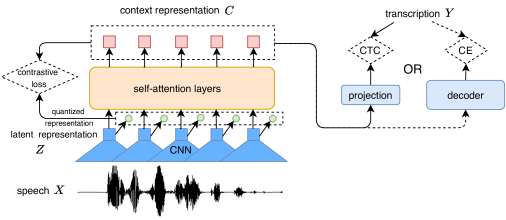 context representation C
transcription Y
contrastive
loss
CTC
OR
CE
self-attention layers
projection
decoder
quantized
representation
latent representation
Z
CNN
speech X